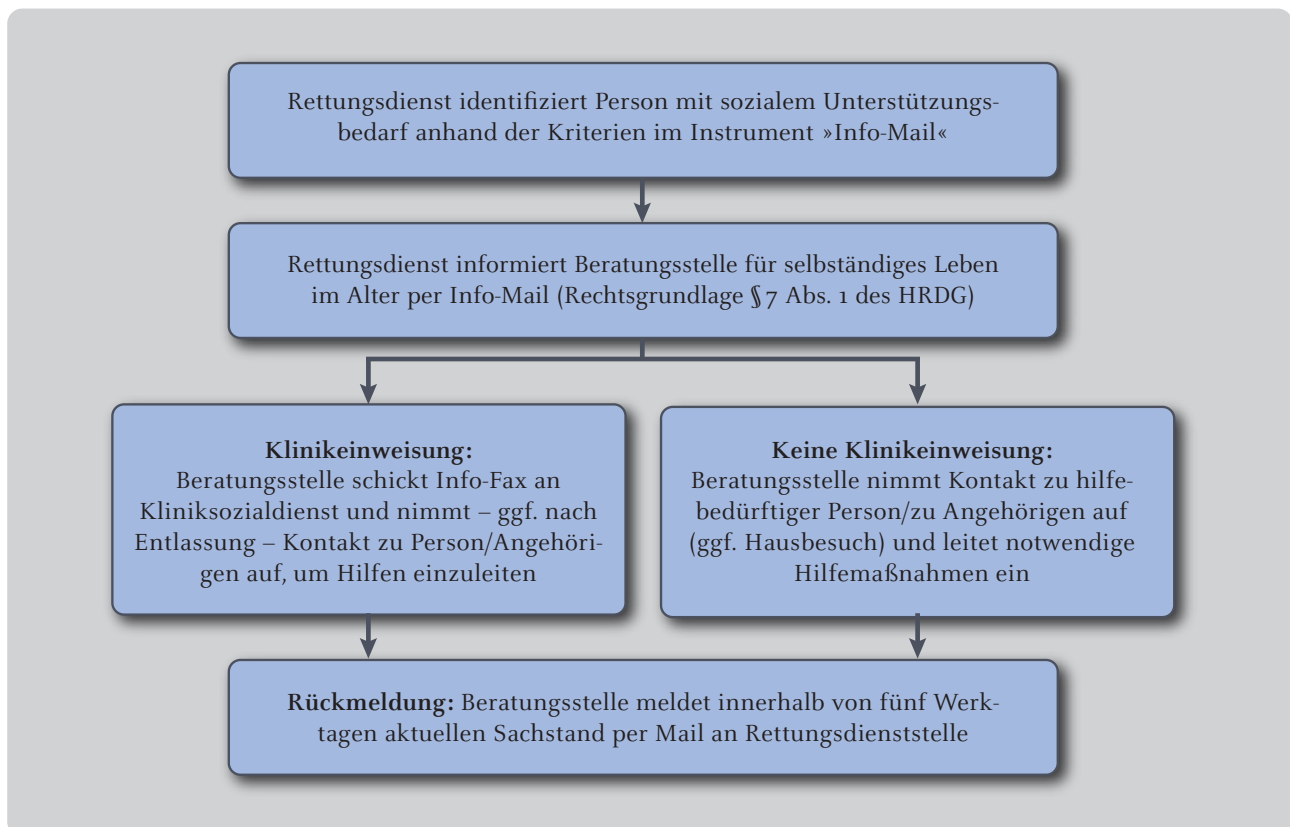 Rettungsdienst identifiziert Person mit sozialem Unterstützungs-
bedarf anhand der Kriterien im Instrument »Info-Mail«
Rettungsdienst informiert Beratungsstelle für selbständiges Leben
im Alter per Info-Mail (Rechtsgrundlage § 7 Abs. 1 des HRDG)
Klinikeinweisung:
Beratungsstelle schickt Info-Fax an
Kliniksozialdienst und nimmt – ggf. nach
Entlassung – Kontakt zu Person/Angehöri-
gen auf, um Hilfen einzuleiten
Keine Klinikeinweisung:
Beratungsstelle nimmt Kontakt zu hilfe-
bedürftiger Person/zu Angehörigen auf
(ggf. Hausbesuch) und leitet notwendige
Hilfemaßnahmen ein
Rückmeldung: Beratungsstelle meldet innerhalb von fünf Werk-
tagen aktuellen Sachstand per Mail an Rettungsdienststelle